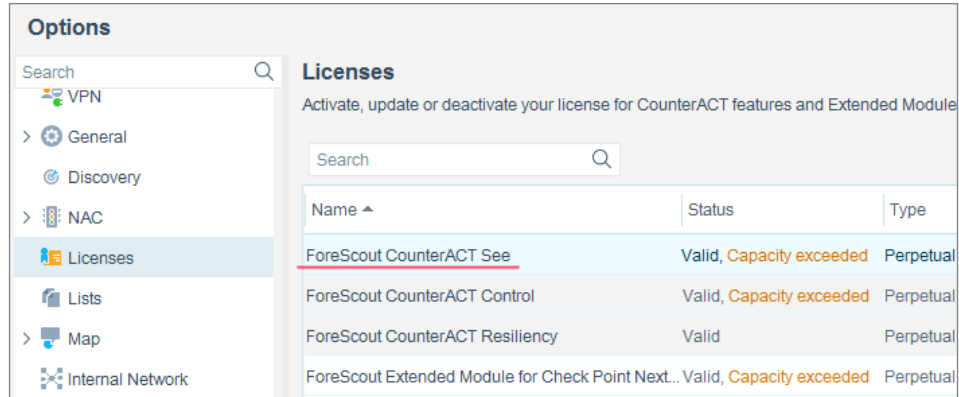 Options
Search
VPN
General
Discovery
NAC
Licenses
Lists
Map
Internal Network
Licenses
Activate, update or deactivate your license for CounterACT features and Extended Module
Search
Name Status Type
ForeScout CounterACT See Valid, Capacity exceeded Perpetual
ForeScout CounterACT Control Valid, Capacity exceeded Perpetual
ForeScout CounterACT Resiliency Valid Perpetual
ForeScout Extended Module for Check Point Next... Valid, Capacity exceeded Perpetual